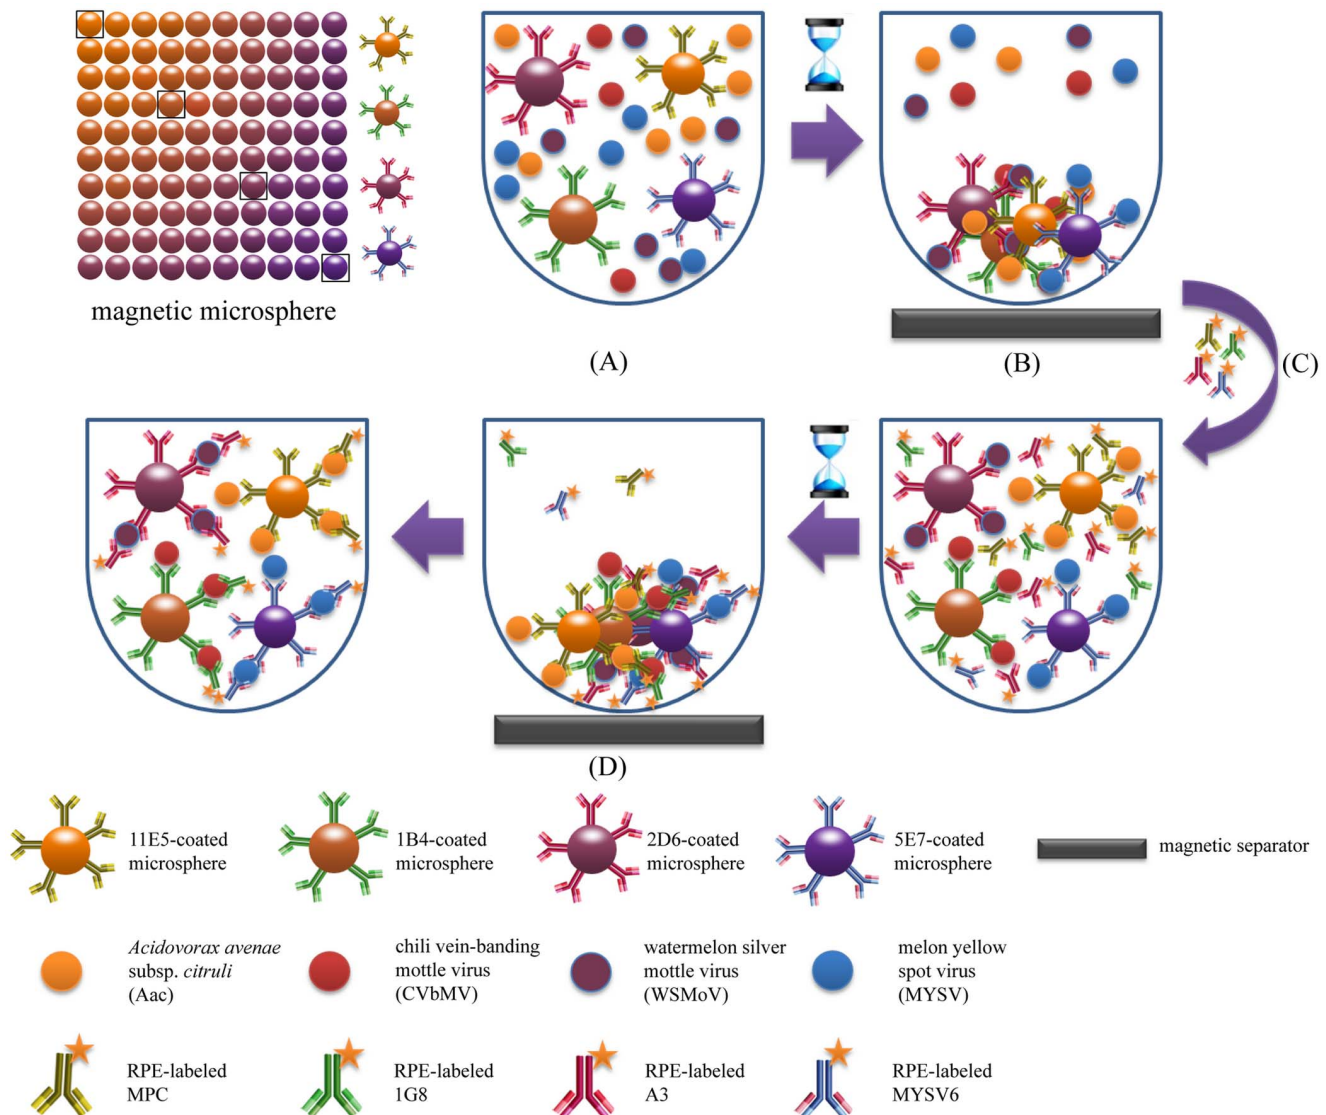 magnetic microsphere
(A)
(B)
(C)
(D)
11E5-coated
microsphere
1B4-coated
microsphere
2D6-coated
microsphere
5E7-coated
microsphere
magnetic separator
Acidovorax avenae
subsp. citruli
(Aac)
chili vein-banding
mottle virus
(CVbMV)
watermelon silver
mottle virus
(WSMoV)
melon yellow
spot virus
(MYSV)
RPE-labeled
MPC
RPE-labeled
1G8
RPE-labeled
A3
RPE-labeled
MYSV6